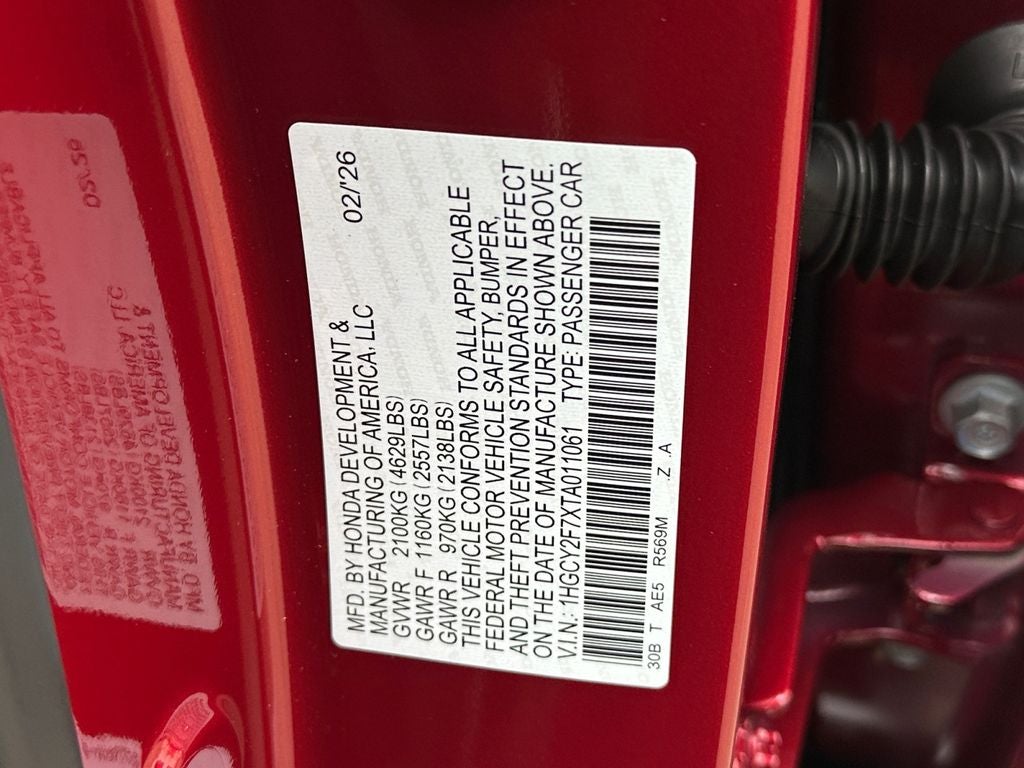 MFD. BY HONDA DEVELOPMENT &
MANUFACTURING OF AMERICA, LLC 02/'26
GVWR 2100KG (4629LBS)
GAWR F 1160KG (2557LBS)
GAWR R 970KG (2138LBS)
THIS VEHICLE CONFORMS TO ALL APPLICABLE
FEDERAL MOTOR VEHICLE SAFETY, BUMPER,
AND THEFT PREVENTION STANDARDS IN EFFECT
ON THE DATE OF MANUFACTURE SHOWN ABOVE.
V.I.N.: 1HGCY2F7XTA011061 TYPE: PASSENGER CAR
30B T AE5 R569M .Z .A